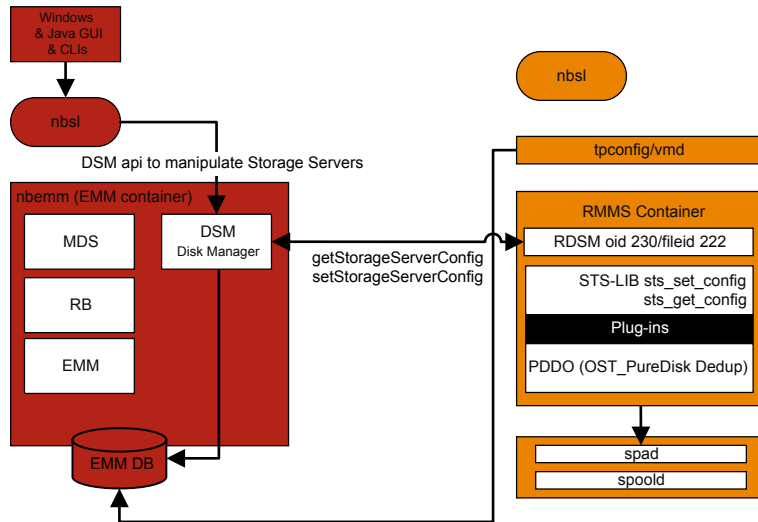 Windows
& Java GUI
& CLIs
nbsl
nbsl
DSM api to manipulate Storage Servers
tpconfig/vmd
nbemm (EMM container)
MDS
RB
EMM
DSM
Disk Manager
EMM DB
getStorageServerConfig
setStorageServerConfig
RMMS Container
RDSM oid 230/fileid 222
STS-LIB sts_set_config
sts_get_config
Plug-ins
PDDO (OST_PureDisk Dedup)
spad
spoold